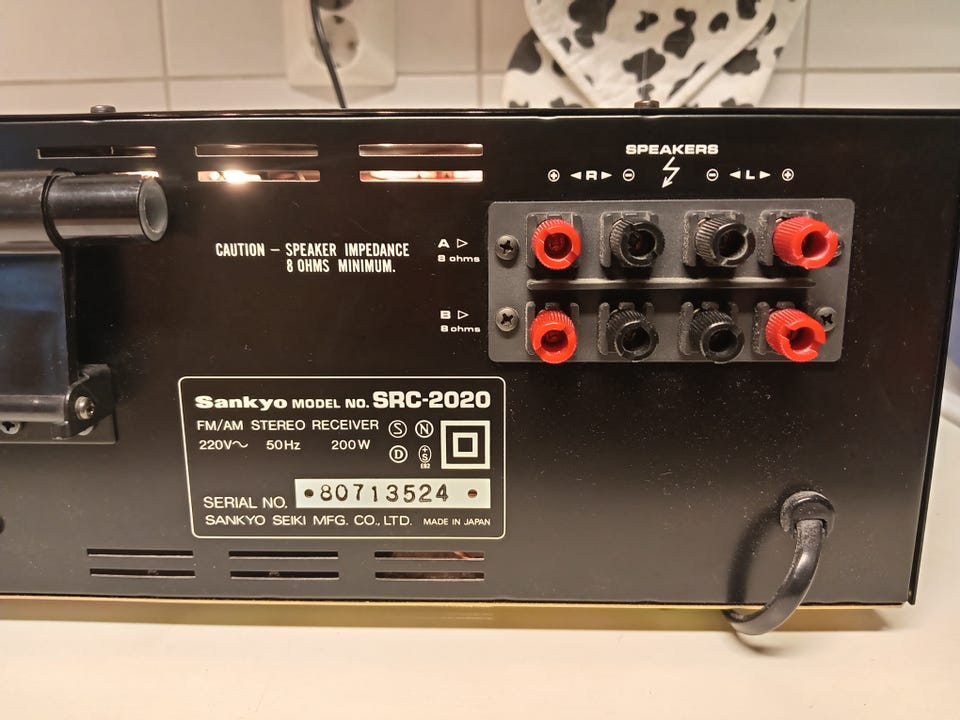 SPEAKERS
⊕ ◄R► ⊖ ⊖ ◄L► ⊕
CAUTION – SPEAKER IMPEDANCE
8 OHMS MINIMUM.
A ▷
8 ohms
B ▷
8 ohms
Sankyo MODEL NO. SRC-2020
FM/AM STEREO RECEIVER
220V～ 50Hz 200W
S N
D +S
E82
SERIAL NO. •80713524
SANKYO SEIKI MFG. CO., LTD. MADE IN JAPAN